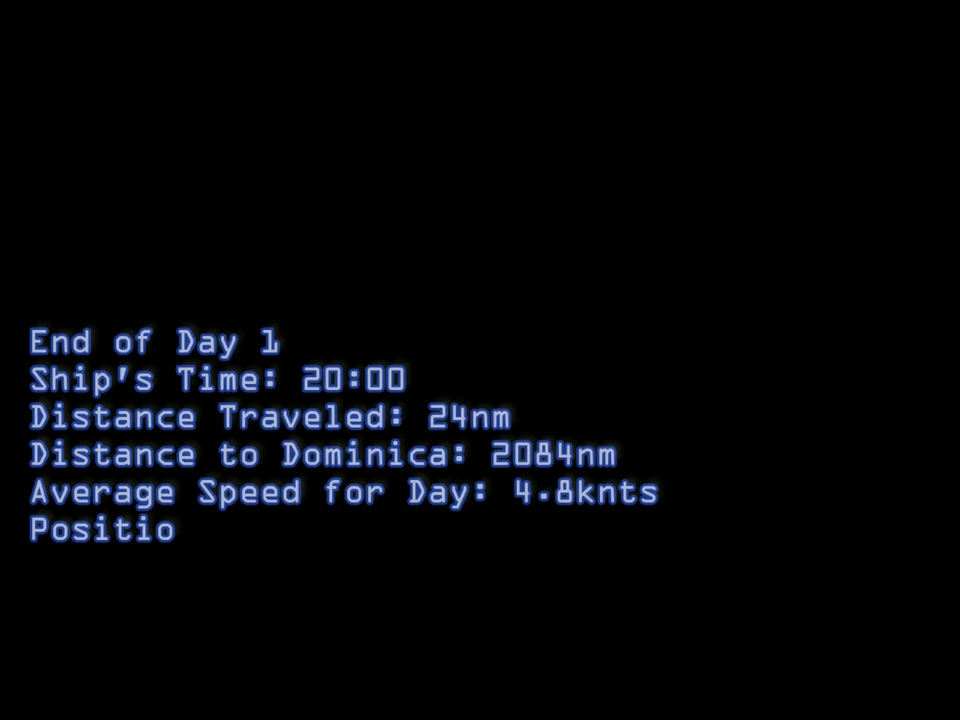 End of Day 1
Ship's Time: 20:00
Distance Traveled: 24nm
Distance to Dominica: 2084nm
Average Speed for Day: 4.8knts
Positio